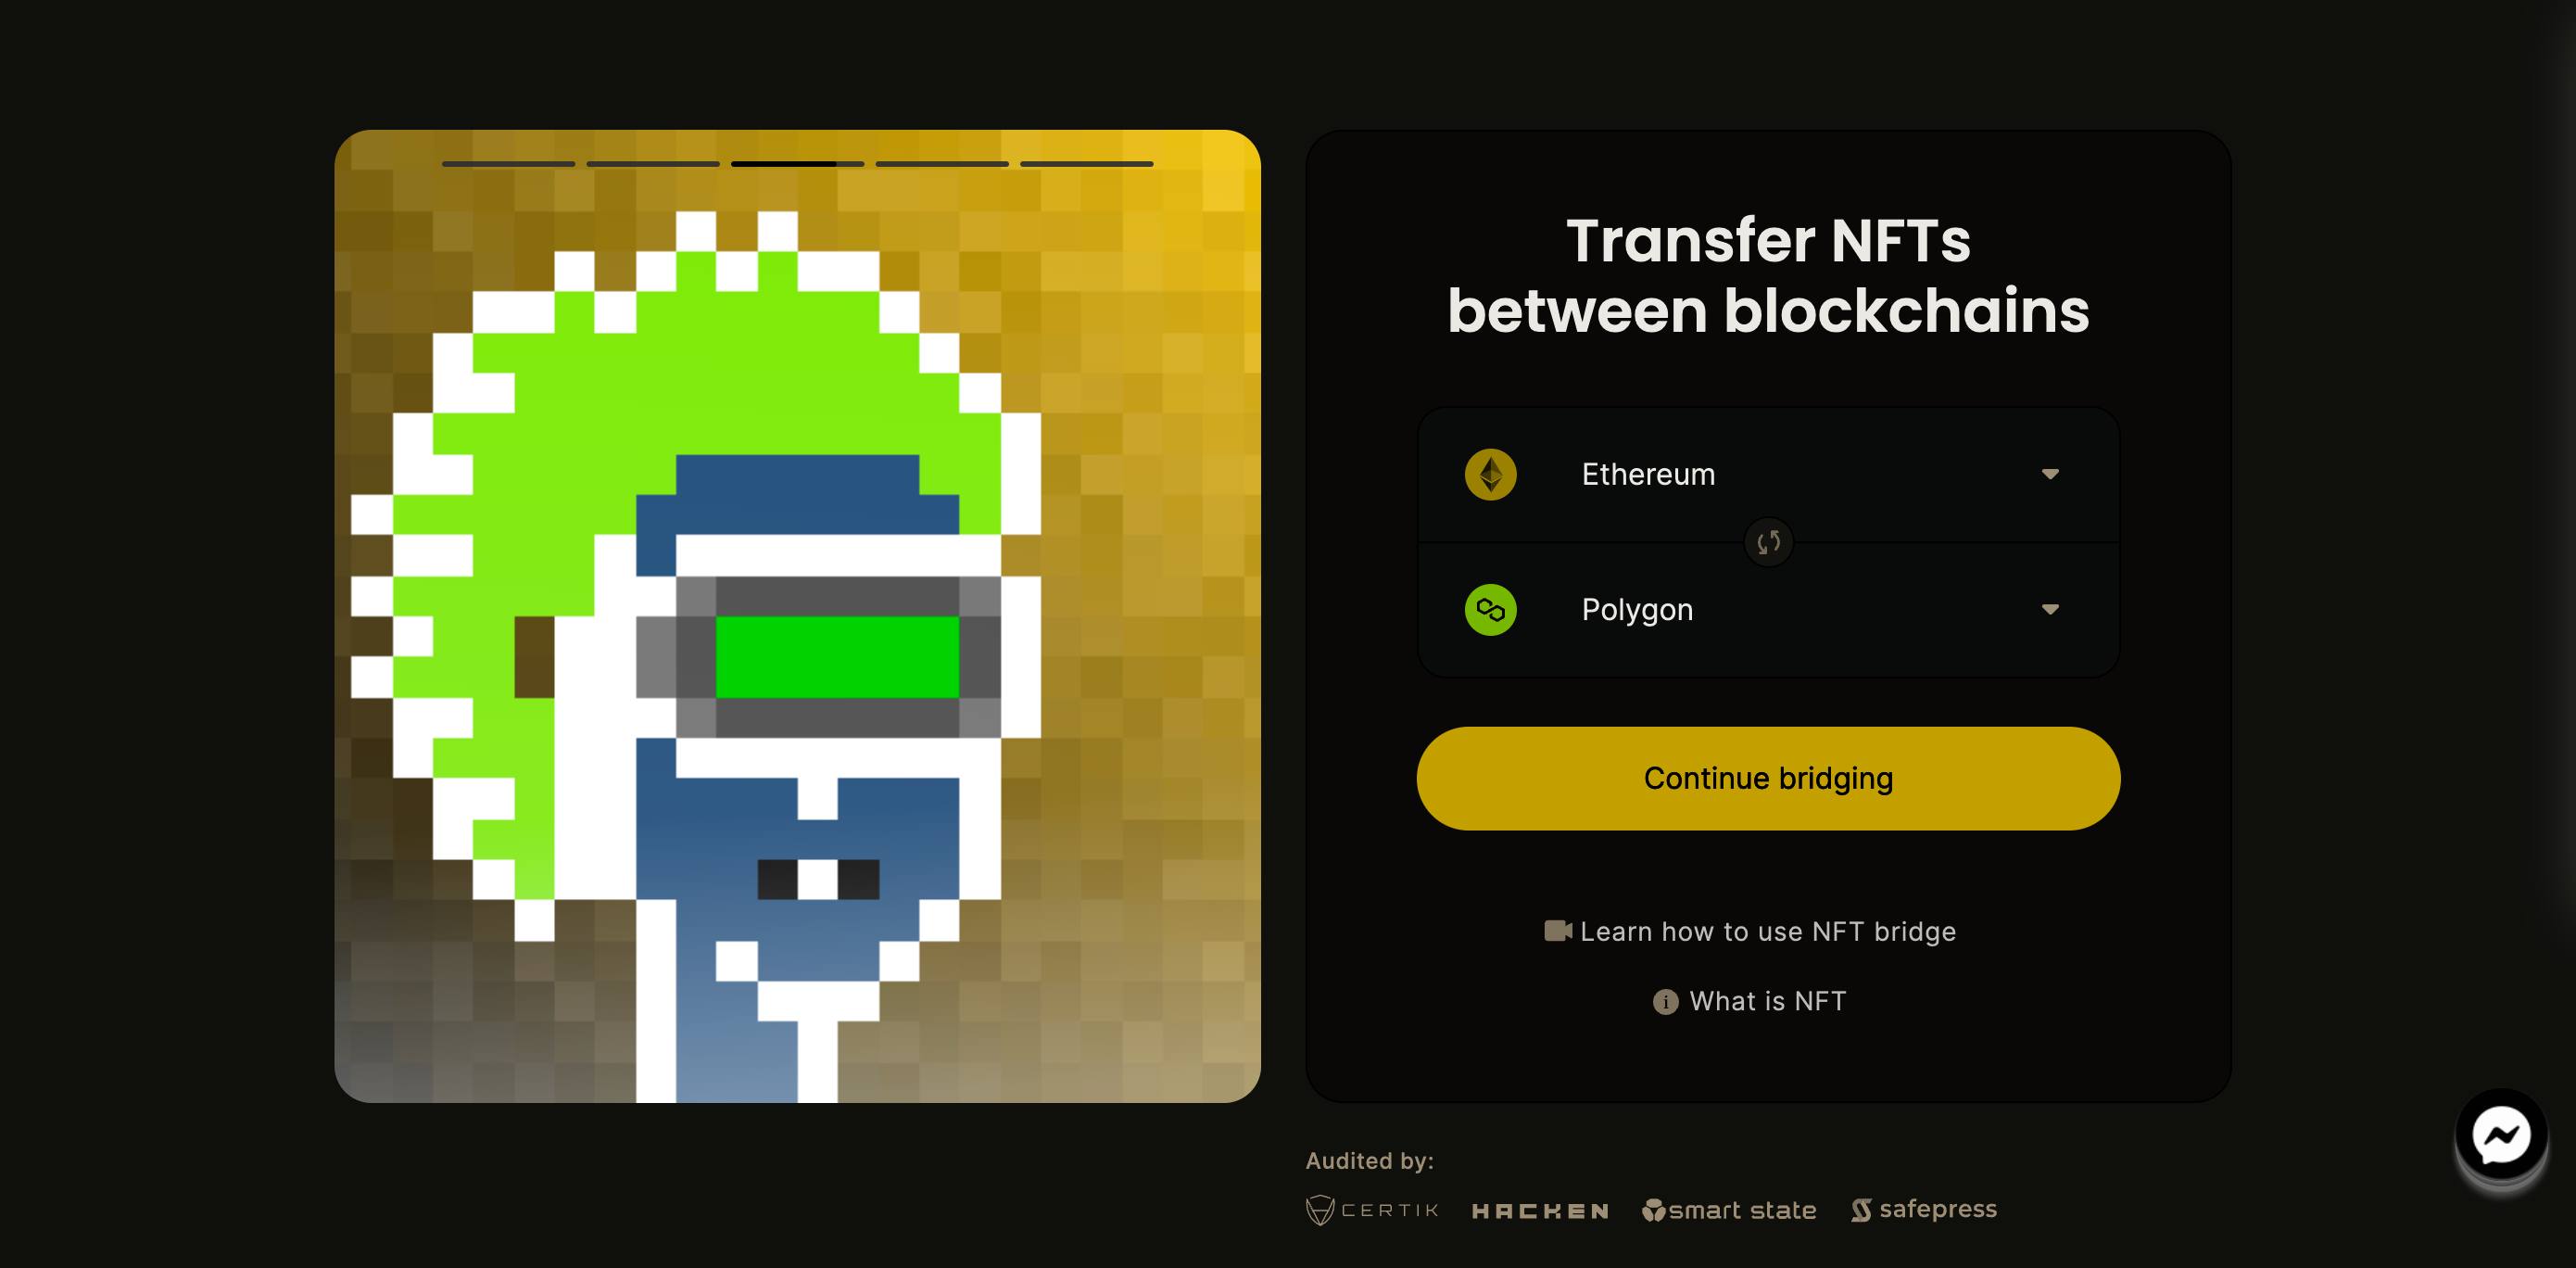 Transfer NFTs
between blockchains
Ethereum
Polygon
Continue bridging
Learn how to use NFT bridge
What is NFT
Audited by:
CERTIK HACKEN smart state safepress